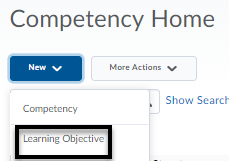 Competency Home
New More Actions
Competency
Show Search
Learning Objective